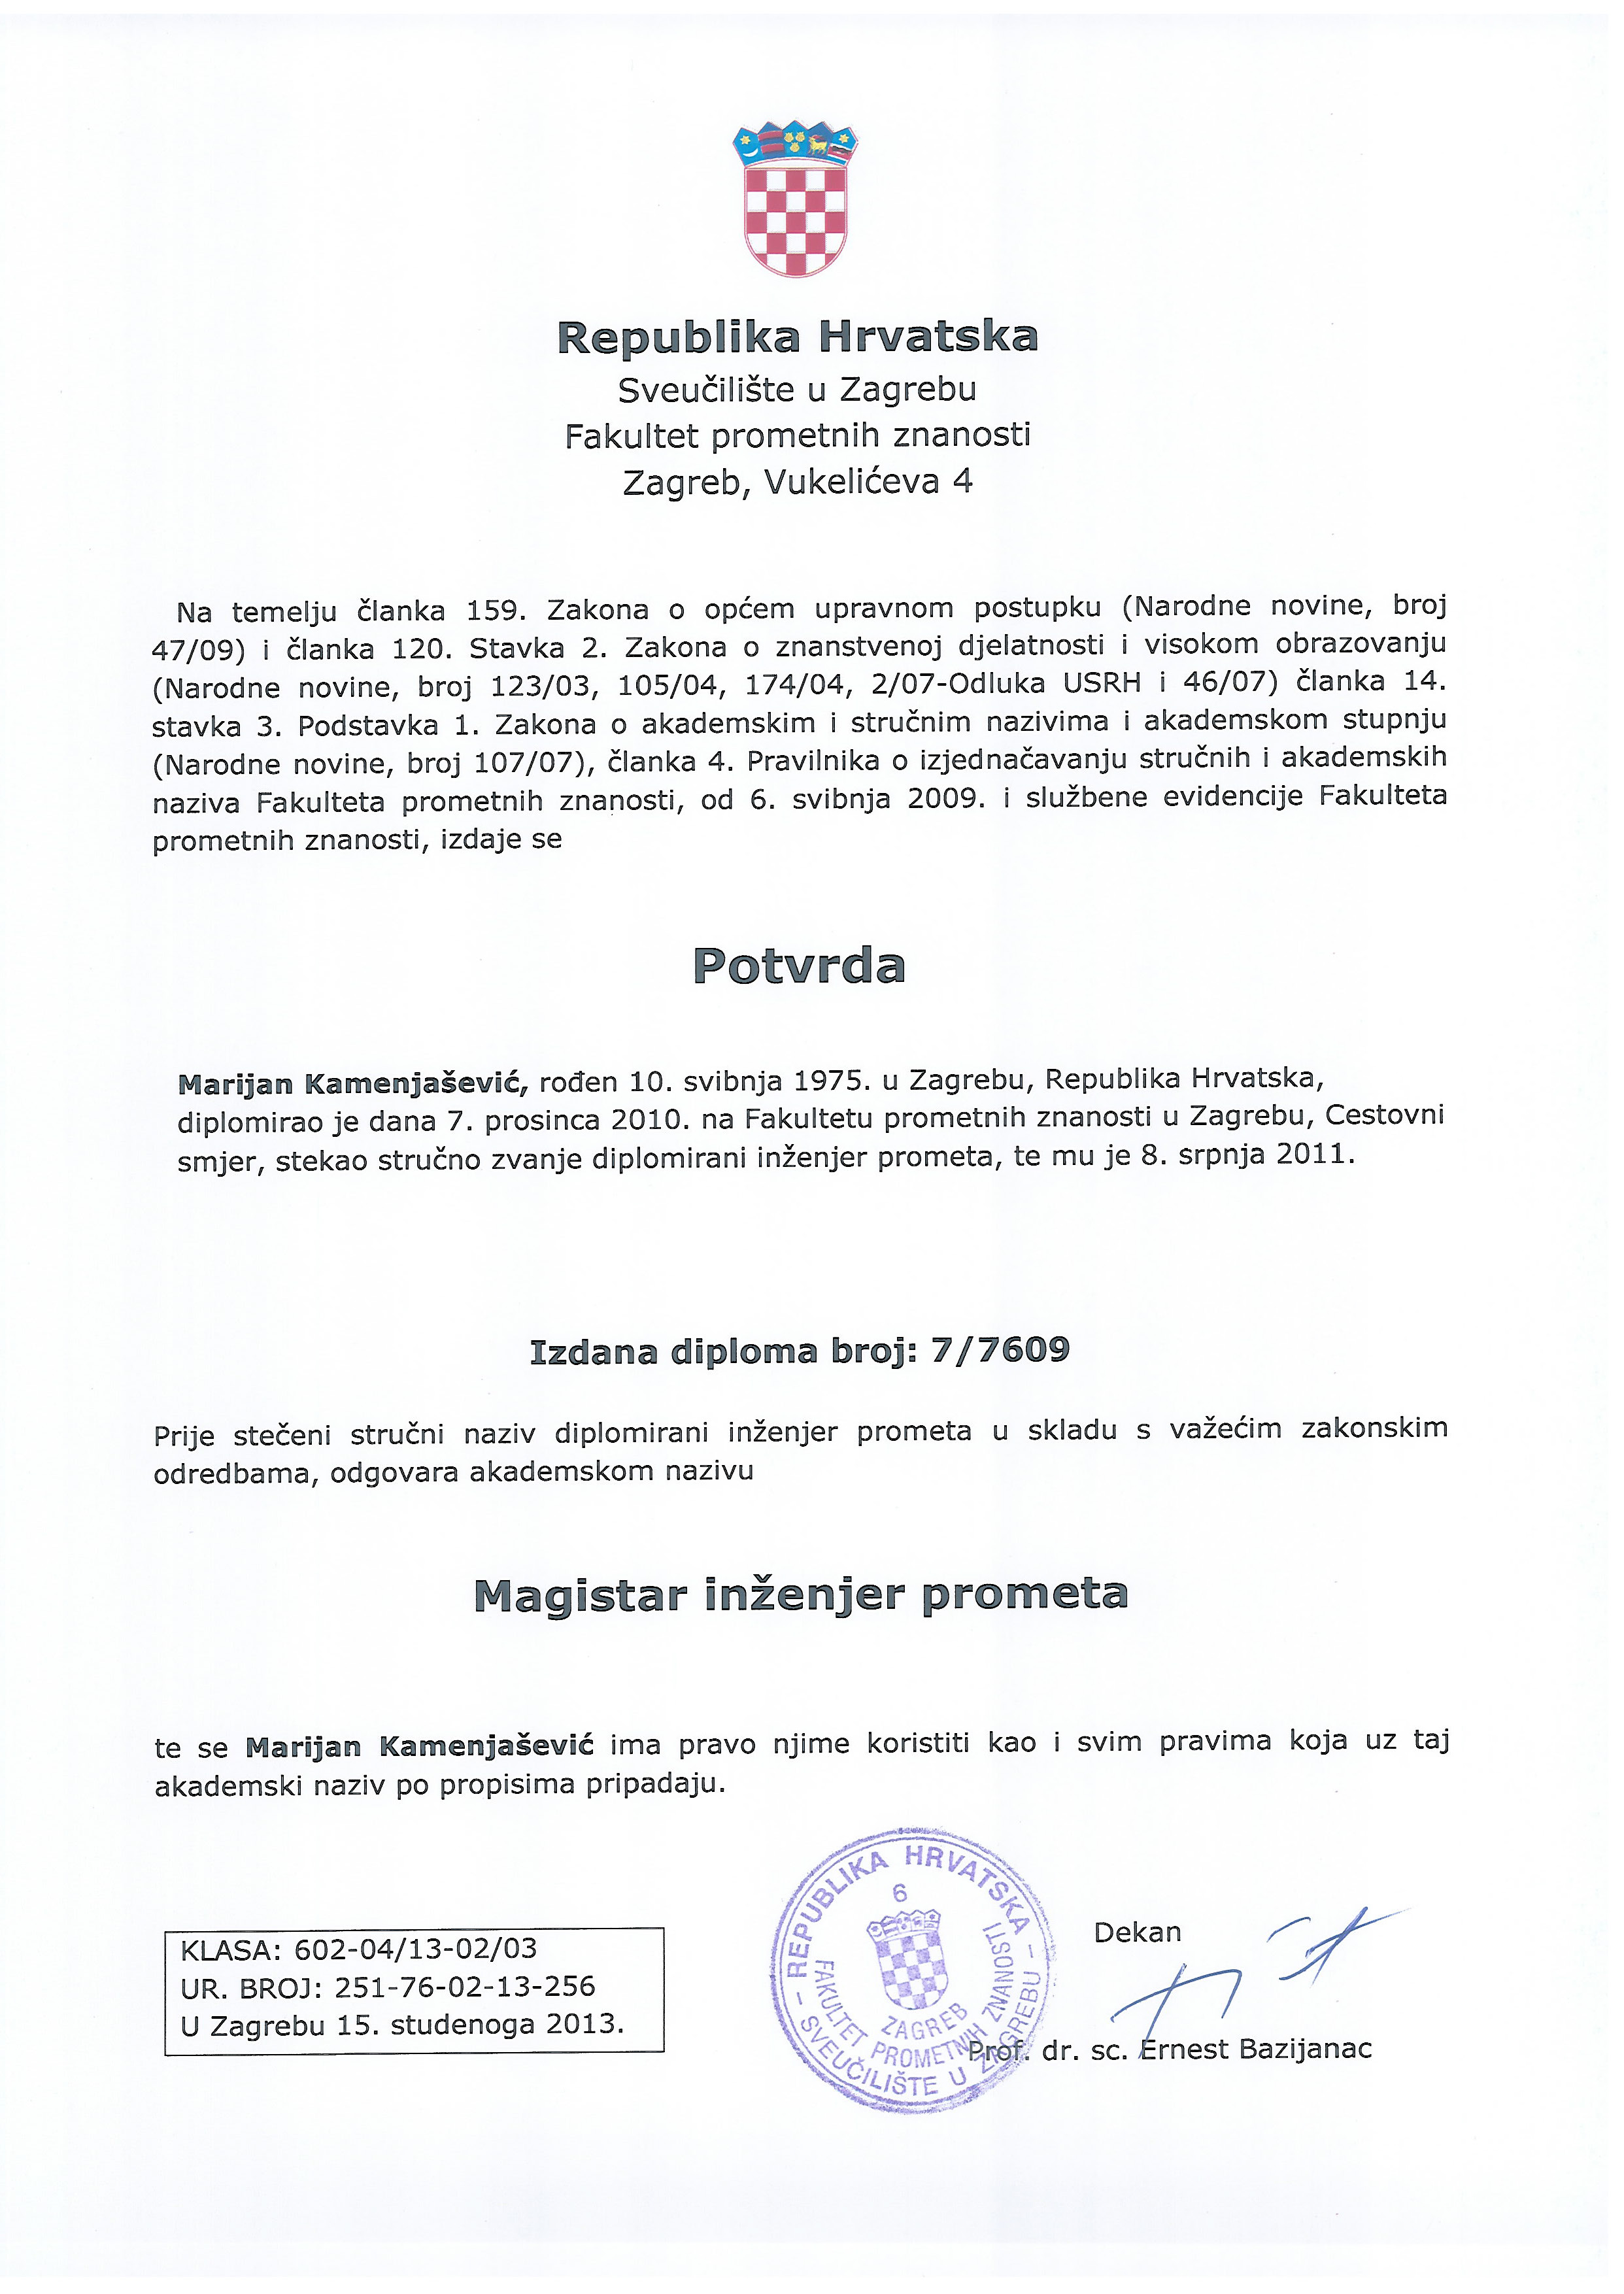 Republika Hrvatska
Sveučilište u Zagrebu
Fakultet prometnih znanosti
Zagreb, Vukelićeva 4
Na temelju članka 159. Zakona o općem upravnom postupku (Narodne novine, broj
47/09) i članka 120. Stavka 2. Zakona o znanstvenoj djelatnosti i visokom obrazovanju
(Narodne novine, broj 123/03, 105/04, 174/04, 2/07-Odluka USRH i 46/07) članka 14.
stavka 3. Podstavka 1. Zakona o akademskim i stručnim nazivima i akademskom stupnju
(Narodne novine, broj 107/07), članka 4. Pravilnika o izjednačavanju stručnih i akademskih
naziva Fakulteta prometnih znanosti, od 6. svibnja 2009. i službene evidencije Fakulteta
prometnih znanosti, izdaje se
Potvrda
Marijan Kamenjašević, rođen 10. svibnja 1975. u Zagrebu, Republika Hrvatska,
diplomirao je dana 7. prosinca 2010. na Fakultetu prometnih znanosti u Zagrebu, Cestovni
smjer, stekao stručno zvanje diplomirani inženjer prometa, te mu je 8. srpnja 2011.
Izdana diploma broj: 7/7609
Prije stečeni stručni naziv diplomirani inženjer prometa u skladu s važećim zakonskim
odredbama, odgovara akademskom nazivu
Magistar inženjer prometa
te se Marijan Kamenjašević ima pravo njime koristiti kao i svim pravima koja uz taj
akademski naziv po propisima pripadaju.
KLASA: 602-04/13-02/03
UR. BROJ: 251-76-02-13-256
U Zagrebu 15. studenoga 2013.
REPUBLIKA HRVATSKA –
– SVEUČILIŠTE U ZAGREBU
6
FAKULTET PROMETNIH ZNANOSTI
ZAGREB
Dekan
Prof. dr. sc. Ernest Bazijanac